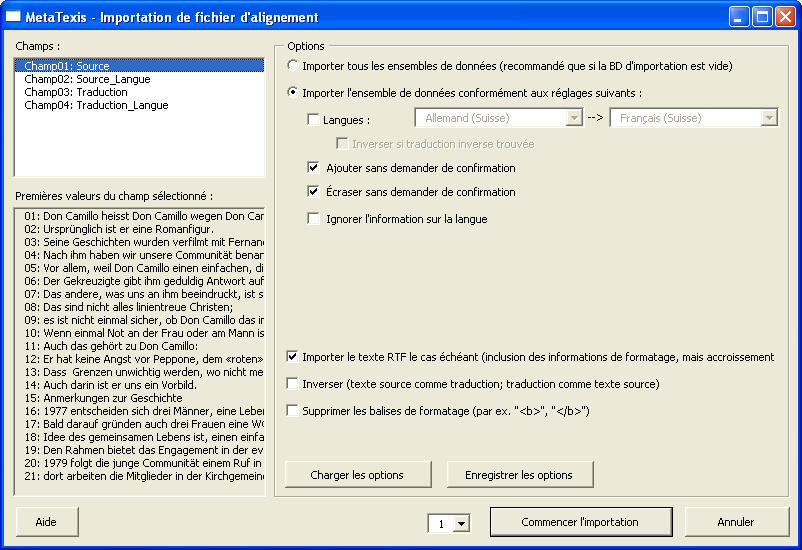 MetaTexis - Importation de fichier d'alignement
Champs :
Champ01: Source
Champ02: Source_Langue
Champ03: Traduction
Champ04: Traduction_Langue
Premières valeurs du champ sélectionné :
01: Don Camillo heisst Don Camillo wegen Don Car
02: Ursprünglich ist er eine Romanfigur.
03: Seine Geschichten wurden verfilmt mit Fernan
04: Nach ihm haben wir unsere Communität benar
05: Vor allem, weil Don Camillo einen einfachen, di
06: Der Gekreuzigte gibt ihm geduldig Antwort auf
07: Das andere, was uns an ihm beeindruckt, ist s
08: Das sind nicht alles linientreue Christen;
09: es ist nicht einmal sicher, ob Don Camillo das ir
10: Wenn einmal Not an der Frau oder am Mann is
11: Auch das gehört zu Don Camillo:
12: Er hat keine Angst vor Peppone, dem «roten»
13: Dass Grenzen unwichtig werden, wo nicht me
14: Auch darin ist er uns ein Vorbild.
15: Anmerkungen zur Geschichte
16: 1977 entscheiden sich drei Männer, eine Leber
17: Bald darauf gründen auch drei Frauen eine WG
18: Idee des gemeinsamen Lebens ist, einen einfa
19: Den Rahmen bietet das Engagement in der ev
20: 1979 folgt die junge Communität einem Ruf in
21: dort arbeiten die Mitglieder in der Kirchgemein
Options
Importer tous les ensembles de données (recommandé que si la BD d'importation est vide)
Importer l'ensemble de données conformément aux réglages suivants :
Langues : Allemand (Suisse) --> Français (Suisse)
Inverser si traduction inverse trouvée
Ajouter sans demander de confirmation
Écraser sans demander de confirmation
Ignorer l'information sur la langue
Importer le texte RTF le cas échéant (inclusion des informations de formatage, mais accroissement
Inverser (texte source comme traduction; traduction comme texte source)
Supprimer les balises de formatage (par ex. "<b>", "</b>")
Charger les options Enregistrer les options
Aide 1 Commencer l'importation Annuler